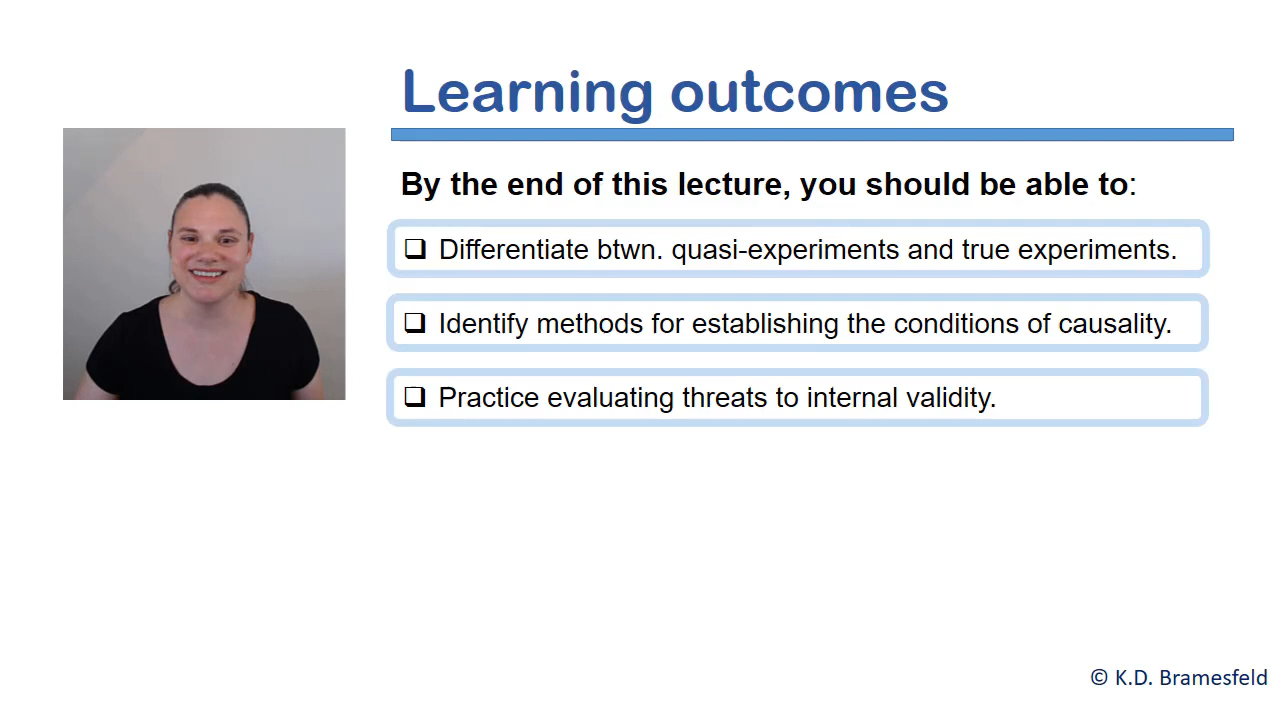 Learning outcomes
By the end of this lecture, you should be able to:
❑ Differentiate btwn. quasi-experiments and true experiments.
❑ Identify methods for establishing the conditions of causality.
❑ Practice evaluating threats to internal validity.
© K.D. Bramesfeld